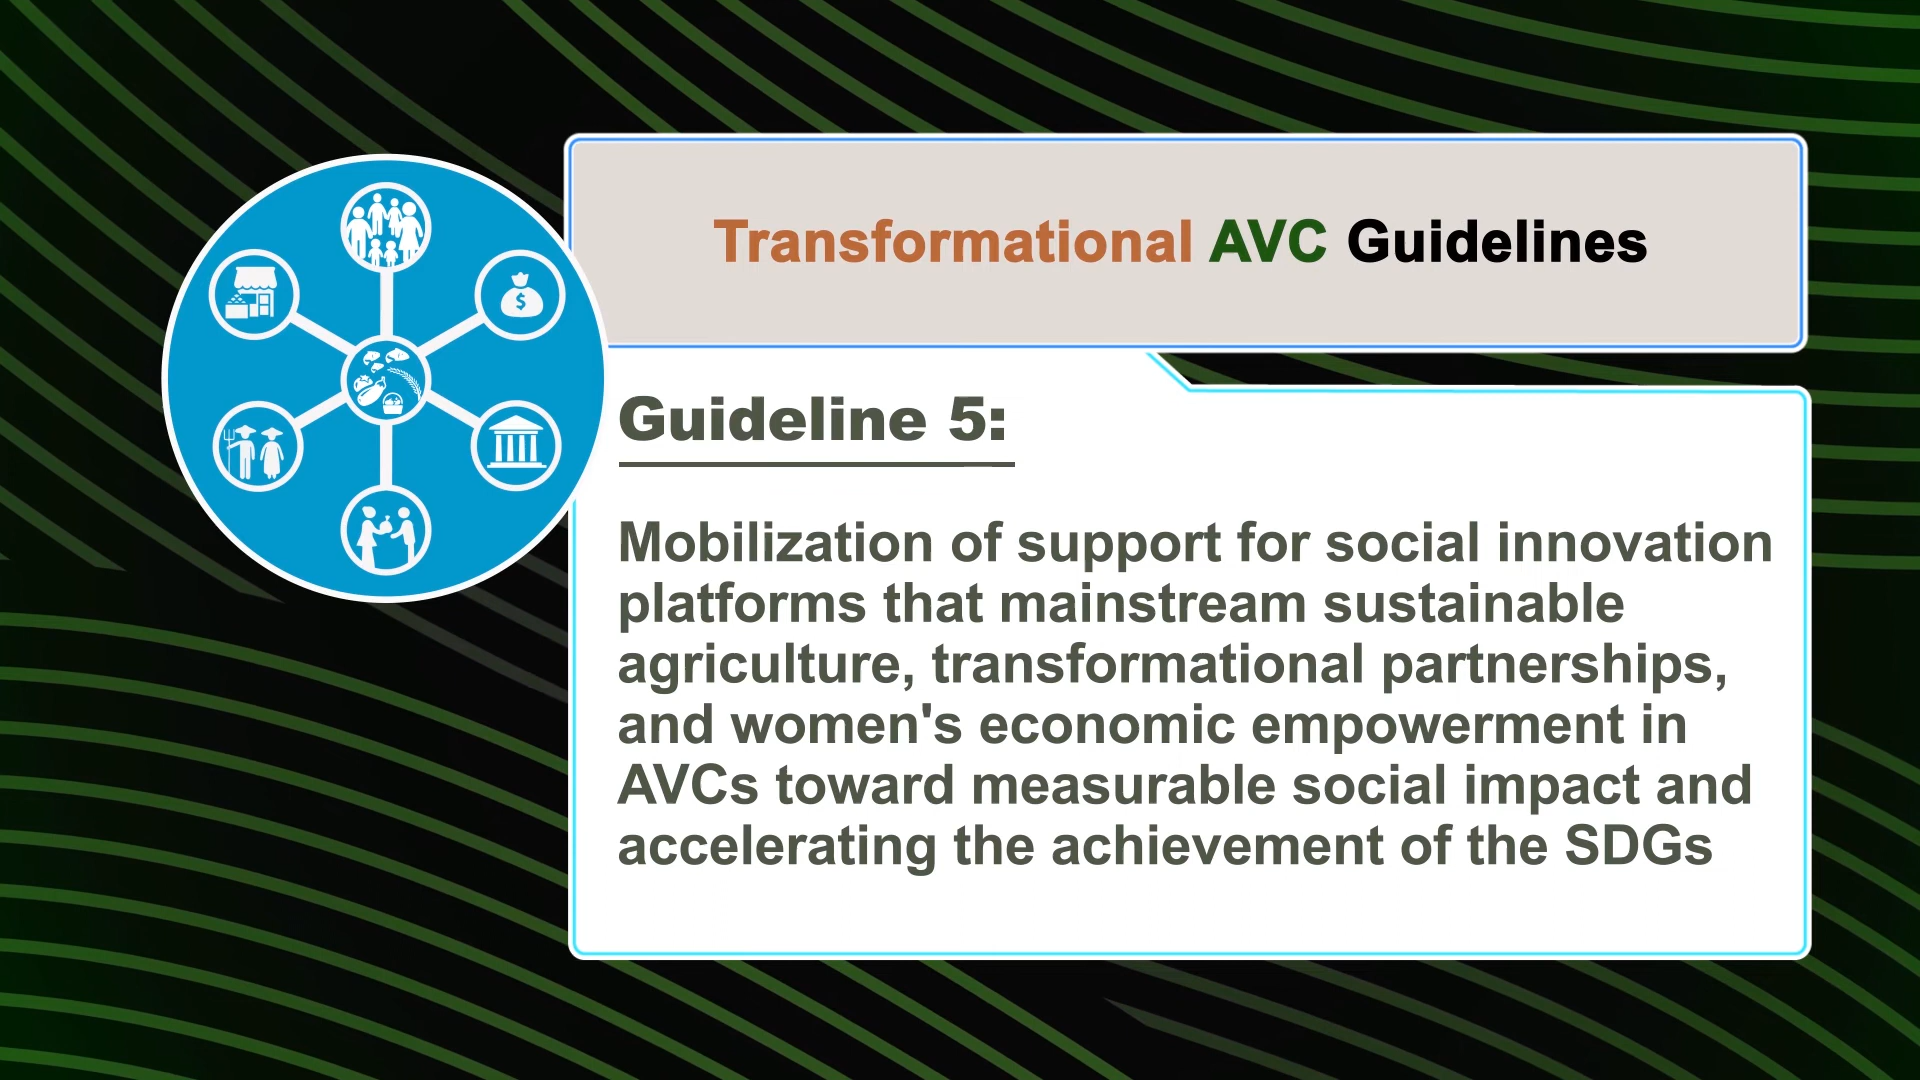 Transformational AVC Guidelines
Guideline 5:
Mobilization of support for social innovation
platforms that mainstream sustainable
agriculture, transformational partnerships,
and women's economic empowerment in
AVCs toward measurable social impact and
accelerating the achievement of the SDGs
$